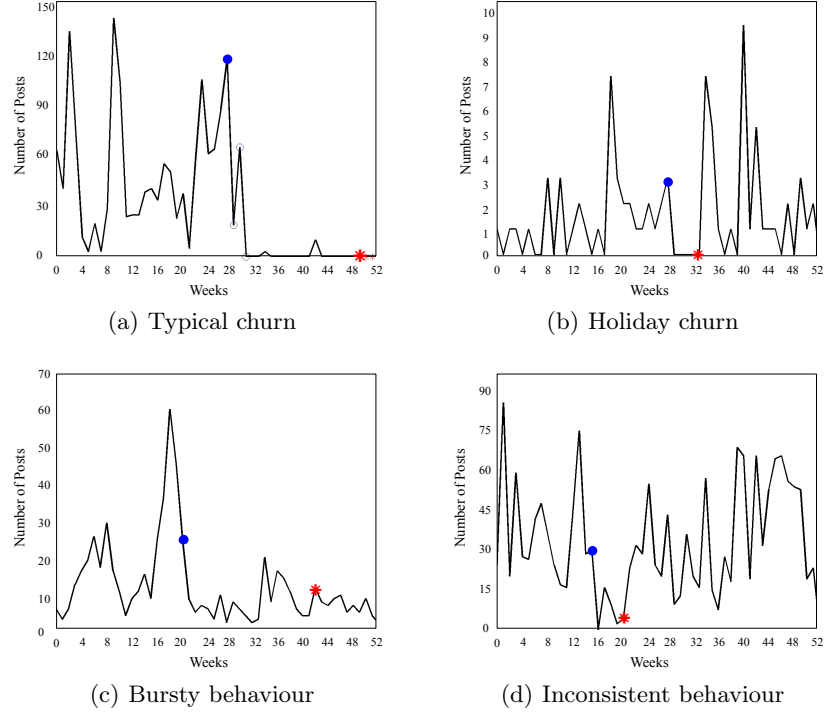 150
120
90
60
30
0
Number of Posts
0 4 8 12 16 20 24 28 32 36 40 44 48 52
Weeks
(a) Typical churn
10
9
8
7
6
5
4
3
2
1
0
Number of Posts
0 4 8 12 16 20 24 28 32 36 40 44 48 52
Weeks
(b) Holiday churn
70
60
50
40
30
20
10
0
Number of Posts
0 4 8 12 16 20 24 28 32 36 40 44 48 52
Weeks
(c) Bursty behaviour
90
75
60
45
30
15
0
Number of Posts
0 4 8 12 16 20 24 28 32 36 40 44 48 52
Weeks
(d) Inconsistent behaviour